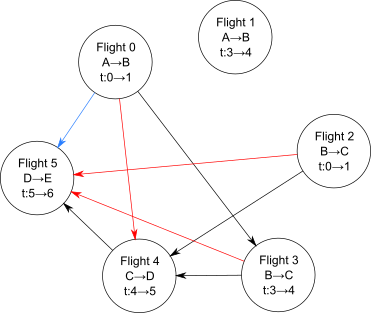 Flight 0
A→B
t:0→1
Flight 1
A→B
t:3→4
Flight 2
B→C
t:0→1
Flight 5
D→E
t:5→6
Flight 4
C→D
t:4→5
Flight 3
B→C
t:3→4